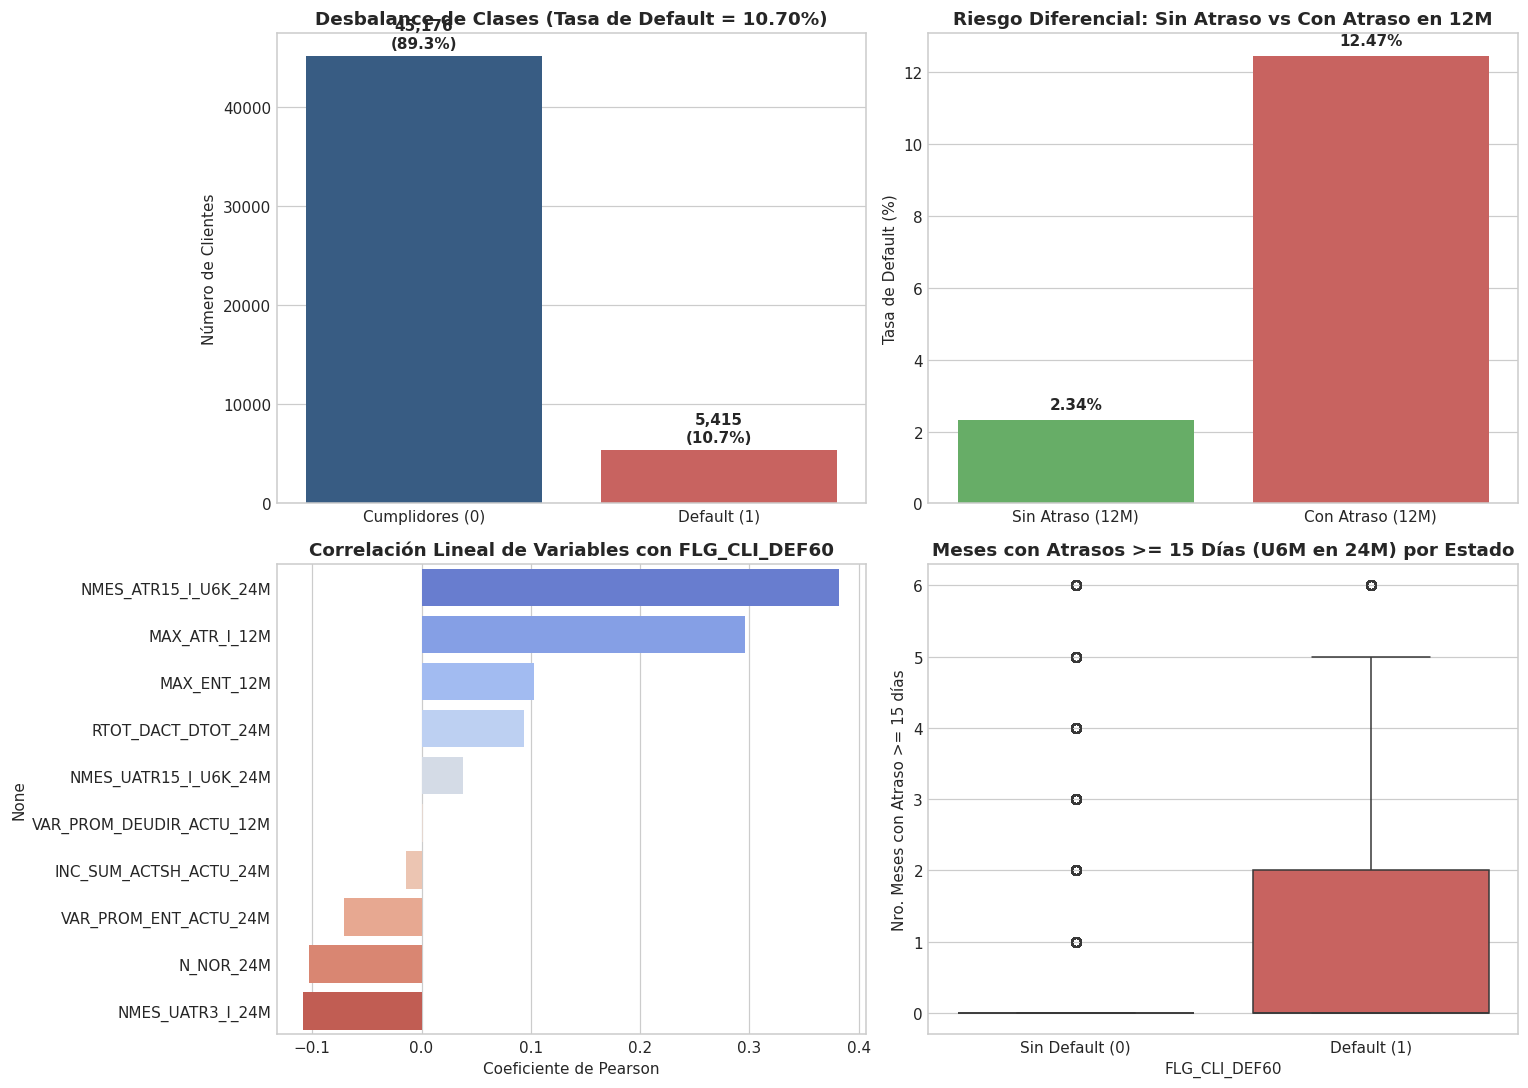 Desbalance de Clases (Tasa de Default = 10.70%)
45,176
(89.3%)
5,415
(10.7%)
Número de Clientes
40000
30000
20000
10000
0
Cumplidores (0)
Default (1)
Riesgo Diferencial: Sin Atraso vs Con Atraso en 12M
12.47%
2.34%
Tasa de Default (%)
12
10
8
6
4
2
0
Sin Atraso (12M)
Con Atraso (12M)
Correlación Lineal de Variables con FLG_CLI_DEF60
None
NMES_ATR15_I_U6K_24M
MAX_ATR_I_12M
MAX_ENT_12M
RTOT_DACT_DTOT_24M
NMES_UATR15_I_U6K_24M
VAR_PROM_DEUDIR_ACTU_12M
INC_SUM_ACTSH_ACTU_24M
VAR_PROM_ENT_ACTU_24M
N_NOR_24M
NMES_UATR3_I_24M
−0.1
0.0
0.1
0.2
0.3
0.4
Coeficiente de Pearson
Meses con Atrasos >= 15 Días (U6M en 24M) por Estado
Nro. Meses con Atraso >= 15 días
6
5
4
3
2
1
0
Sin Default (0)
Default (1)
FLG_CLI_DEF60